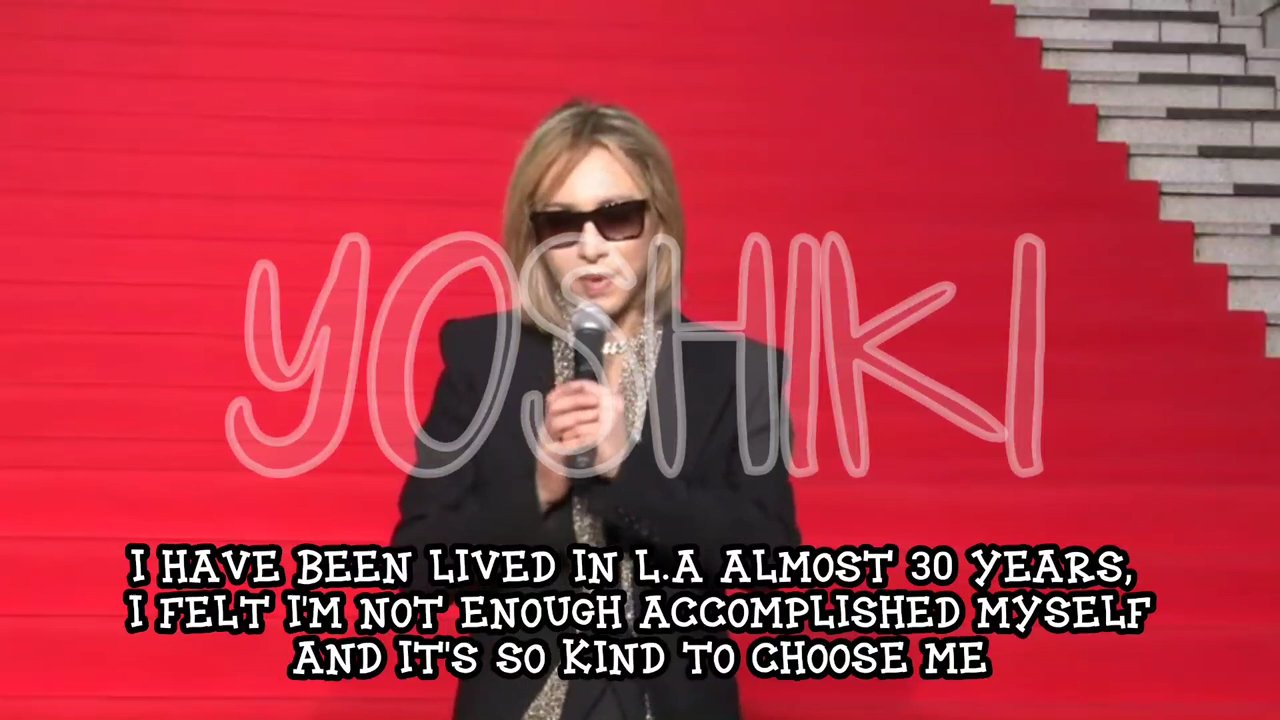 YOSHIKI
I HAVE BEEN LIVED IN L.A ALMOST 30 YEARS,
I FELT I'M NOT ENOUGH ACCOMPLISHED MYSELF
AND IT'S SO KIND TO CHOOSE ME